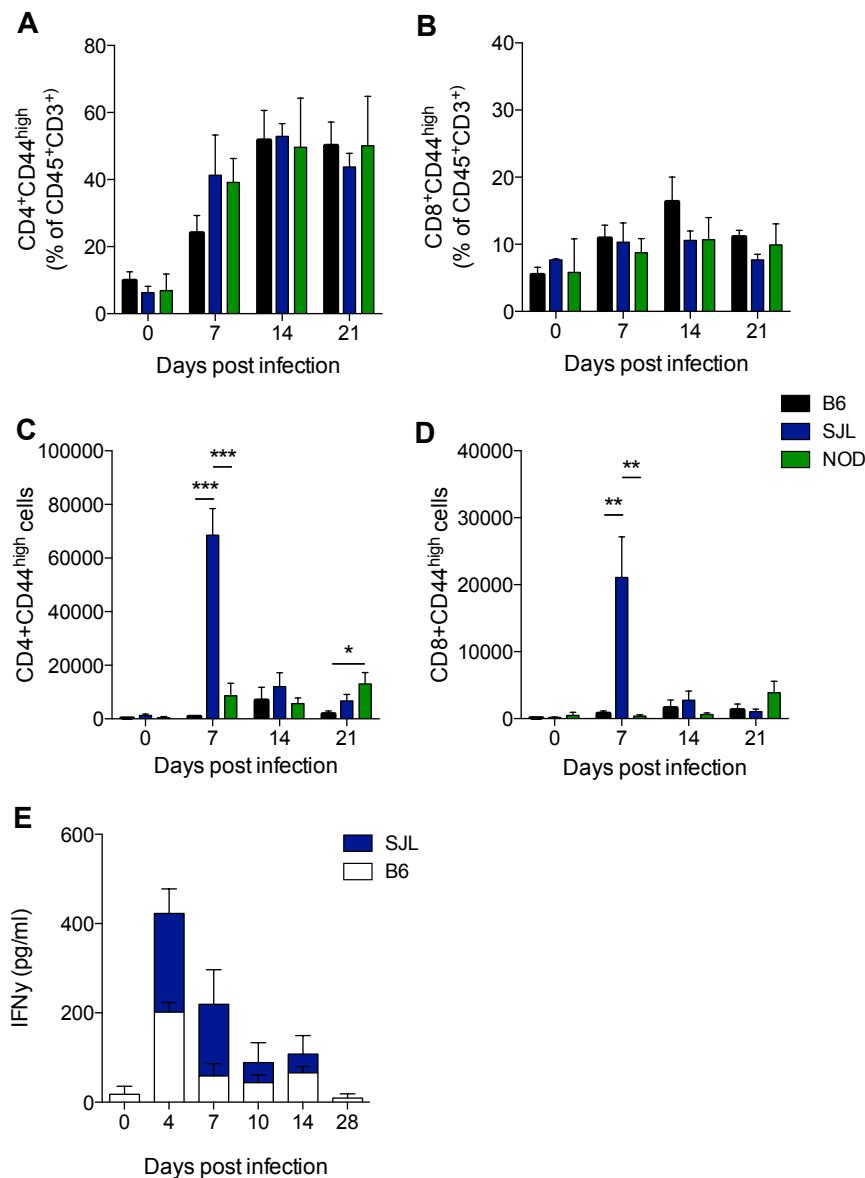 A
CD4+CD44high
(% of CD45+CD3+)
80
60
40
20
0
0 7 14 21
Days post infection
B
CD8+CD44high
(% of CD45+CD3+)
40
30
20
10
0
0 7 14 21
Days post infection
B6
SJL
NOD
C
CD4+CD44high cells
100000
80000
60000
40000
20000
0
***
***
*
0 7 14 21
Days post infection
D
CD8+CD44high cells
40000
30000
20000
10000
0
**
**
0 7 14 21
Days post infection
E
IFNy (pg/ml)
600
400
200
0
0 4 7 10 14 28
Days post infection
SJL
B6